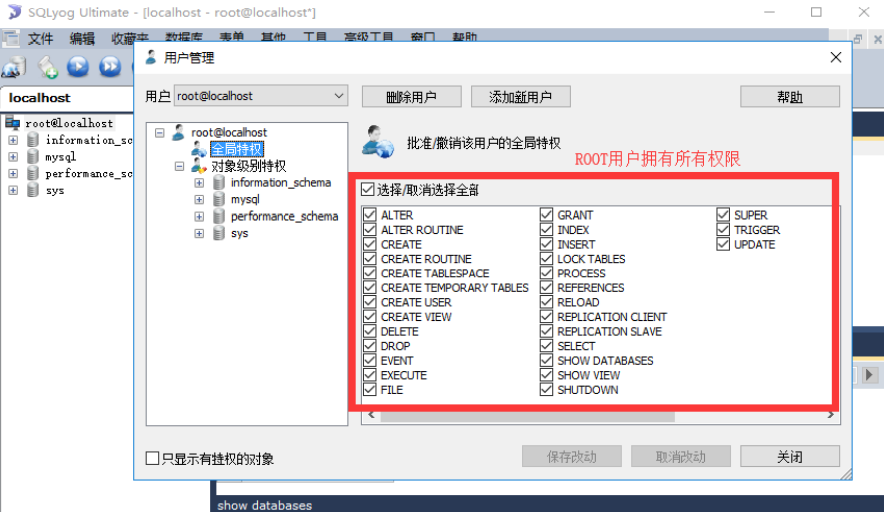 SQLyog Ultimate - [localhost - root@localhost*]
文件 编辑 收藏夹 数据库 表单 其他 工具 高级工具 窗口 帮助
用户管理
localhost
用户 root@localhost 删除用户 添加新用户 帮助
root@localhost
information_sc
mysql
performance_sc
sys
root@localhost
全局特权
对象级别特权
information_schema
mysql
performance_schema
sys
批准/撤销该用户的全局特权
ROOT用户拥有所有权限
选择/取消选择全部
ALTER
ALTER ROUTINE
CREATE
CREATE ROUTINE
CREATE TABLESPACE
CREATE TEMPORARY TABLES
CREATE USER
CREATE VIEW
DELETE
DROP
EVENT
EXECUTE
FILE
GRANT
INDEX
INSERT
LOCK TABLES
PROCESS
REFERENCES
RELOAD
REPLICATION CLIENT
REPLICATION SLAVE
SELECT
SHOW DATABASES
SHOW VIEW
SHUTDOWN
SUPER
TRIGGER
UPDATE
只显示有特权的对象 保存改动 取消改动 关闭
show databases